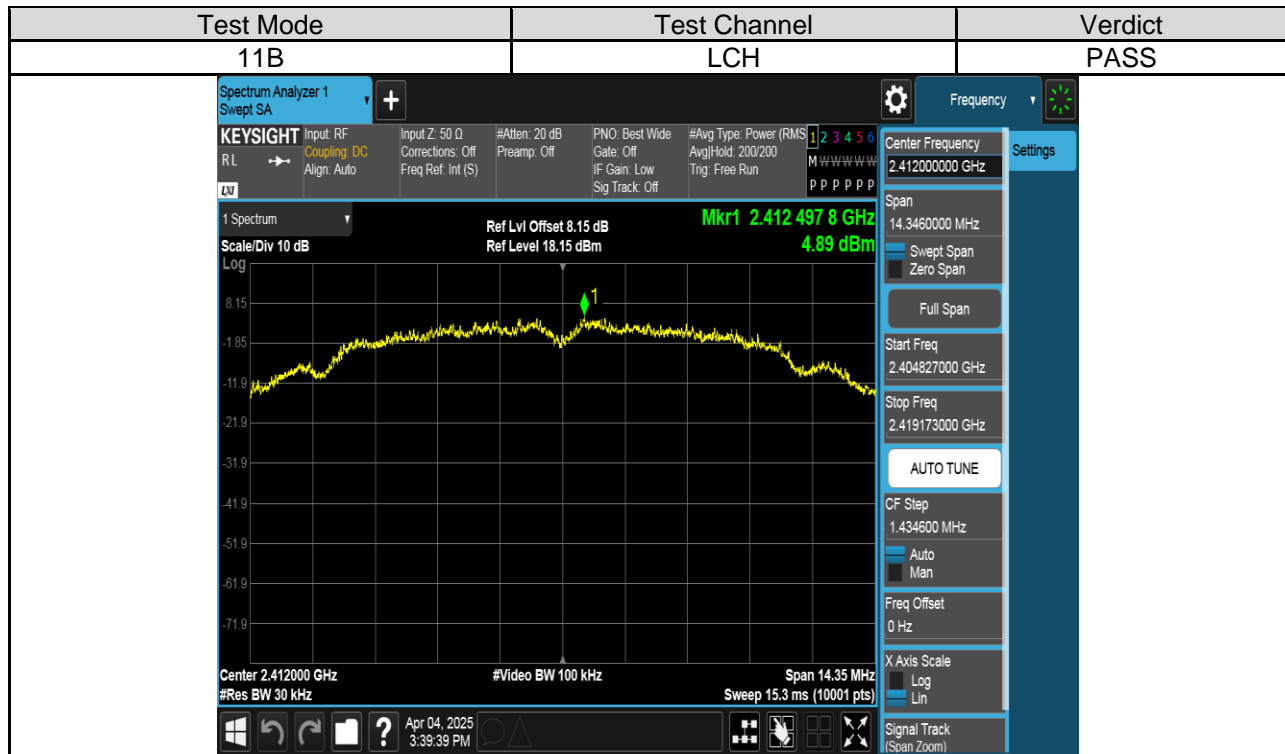 Test Mode Test Channel Verdict
11B LCH PASS
Spectrum Analyzer 1
Swept SA
+
Frequency
KEYSIGHT
R L
LXI
Input: RF
Coupling: DC
Align: Auto
Input Z: 50 Ω
Corrections: Off
Freq Ref: Int (S)
#Atten: 20 dB
Preamp: Off
PNO: Best Wide
Gate: Off
IF Gain: Low
Sig Track: Off
#Avg Type: Power (RMS
Avg|Hold: 200/200
Trig: Free Run
1 2 3 4 5 6
M W W W W W
P P P P P P
1 Spectrum
Scale/Div 10 dB
Log
Ref Lvl Offset 8.15 dB
Ref Level 18.15 dBm
Mkr1 2.412 497 8 GHz
4.89 dBm
1
8.15
-1.85
-11.9
-21.9
-31.9
-41.9
-51.9
-61.9
-71.9
Center 2.412000 GHz
#Res BW 30 kHz
#Video BW 100 kHz
Span 14.35 MHz
Sweep 15.3 ms (10001 pts)
?
Apr 04, 2025
3:39:39 PM
Center Frequency
2.412000000 GHz
Span
14.3460000 MHz
Swept Span
Zero Span
Full Span
Start Freq
2.404827000 GHz
Stop Freq
2.419173000 GHz
AUTO TUNE
CF Step
1.434600 MHz
Auto
Man
Freq Offset
0 Hz
X Axis Scale
Log
Lin
Signal Track
(Span Zoom)
Settings